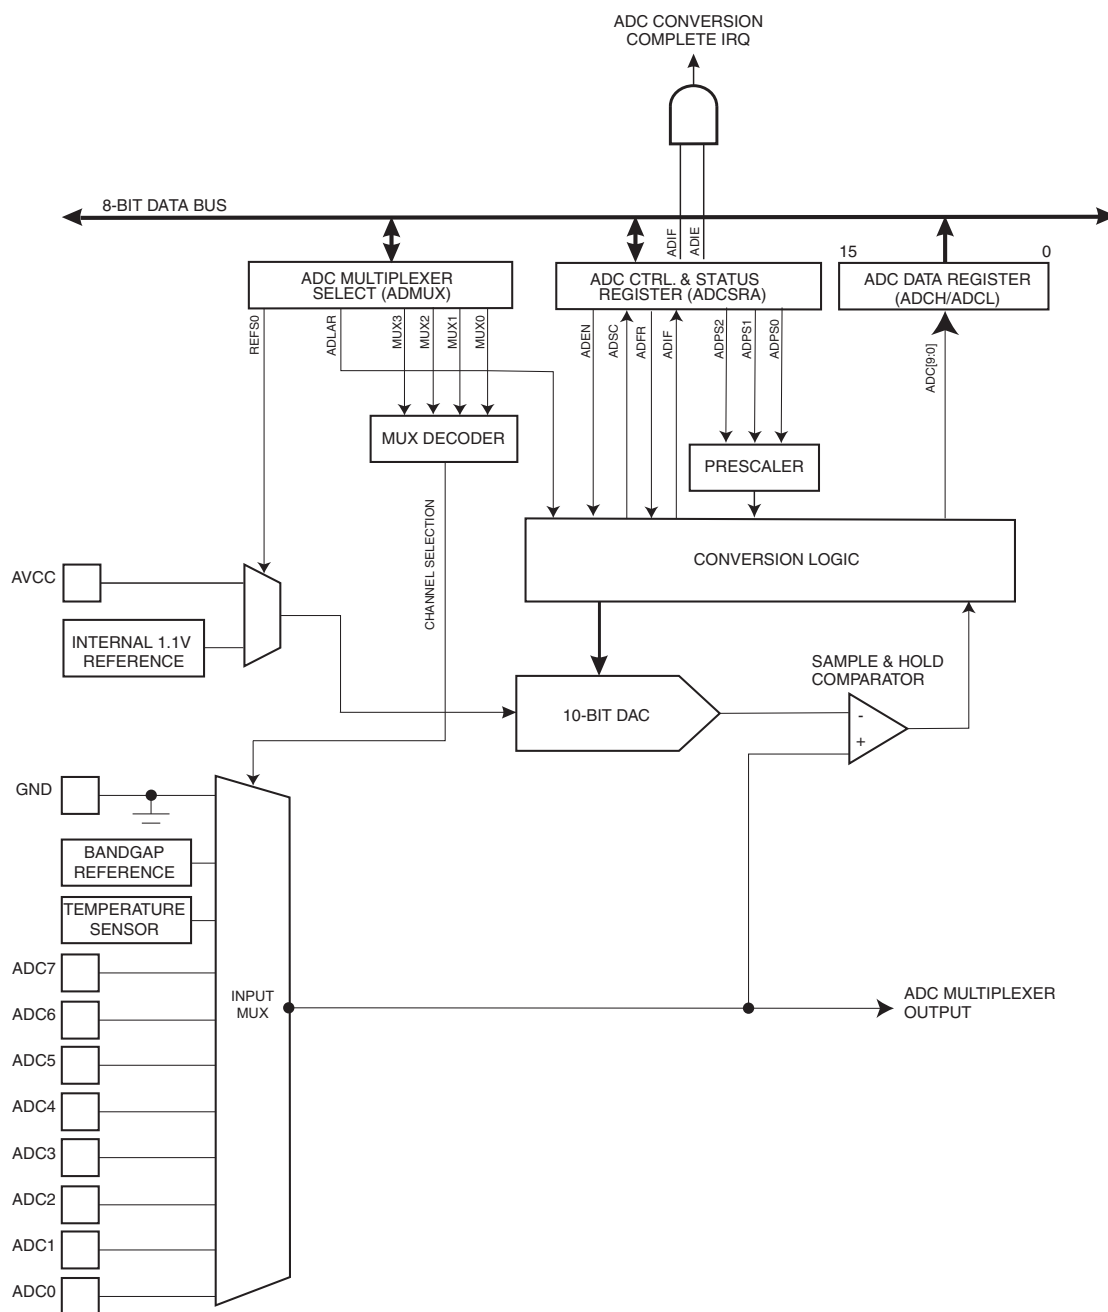 ADC CONVERSION
COMPLETE IRQ
8-BIT DATA BUS
ADIF
ADIE
15
0
ADC MULTIPLEXER
SELECT (ADMUX)
ADC CTRL. & STATUS
REGISTER (ADCSRA)
ADC DATA REGISTER
(ADCH/ADCL)
REFS0
ADLAR
MUX3
MUX2
MUX1
MUX0
ADEN
ADSC
ADFR
ADIF
ADPS2
ADPS1
ADPS0
ADC[9:0]
MUX DECODER
PRESCALER
CHANNEL SELECTION
CONVERSION LOGIC
AVCC
INTERNAL 1.1V
REFERENCE
SAMPLE & HOLD
COMPARATOR
10-BIT DAC
-
+
GND
BANDGAP
REFERENCE
TEMPERATURE
SENSOR
ADC7
ADC6
ADC5
ADC4
ADC3
ADC2
ADC1
ADC0
INPUT
MUX
ADC MULTIPLEXER
OUTPUT